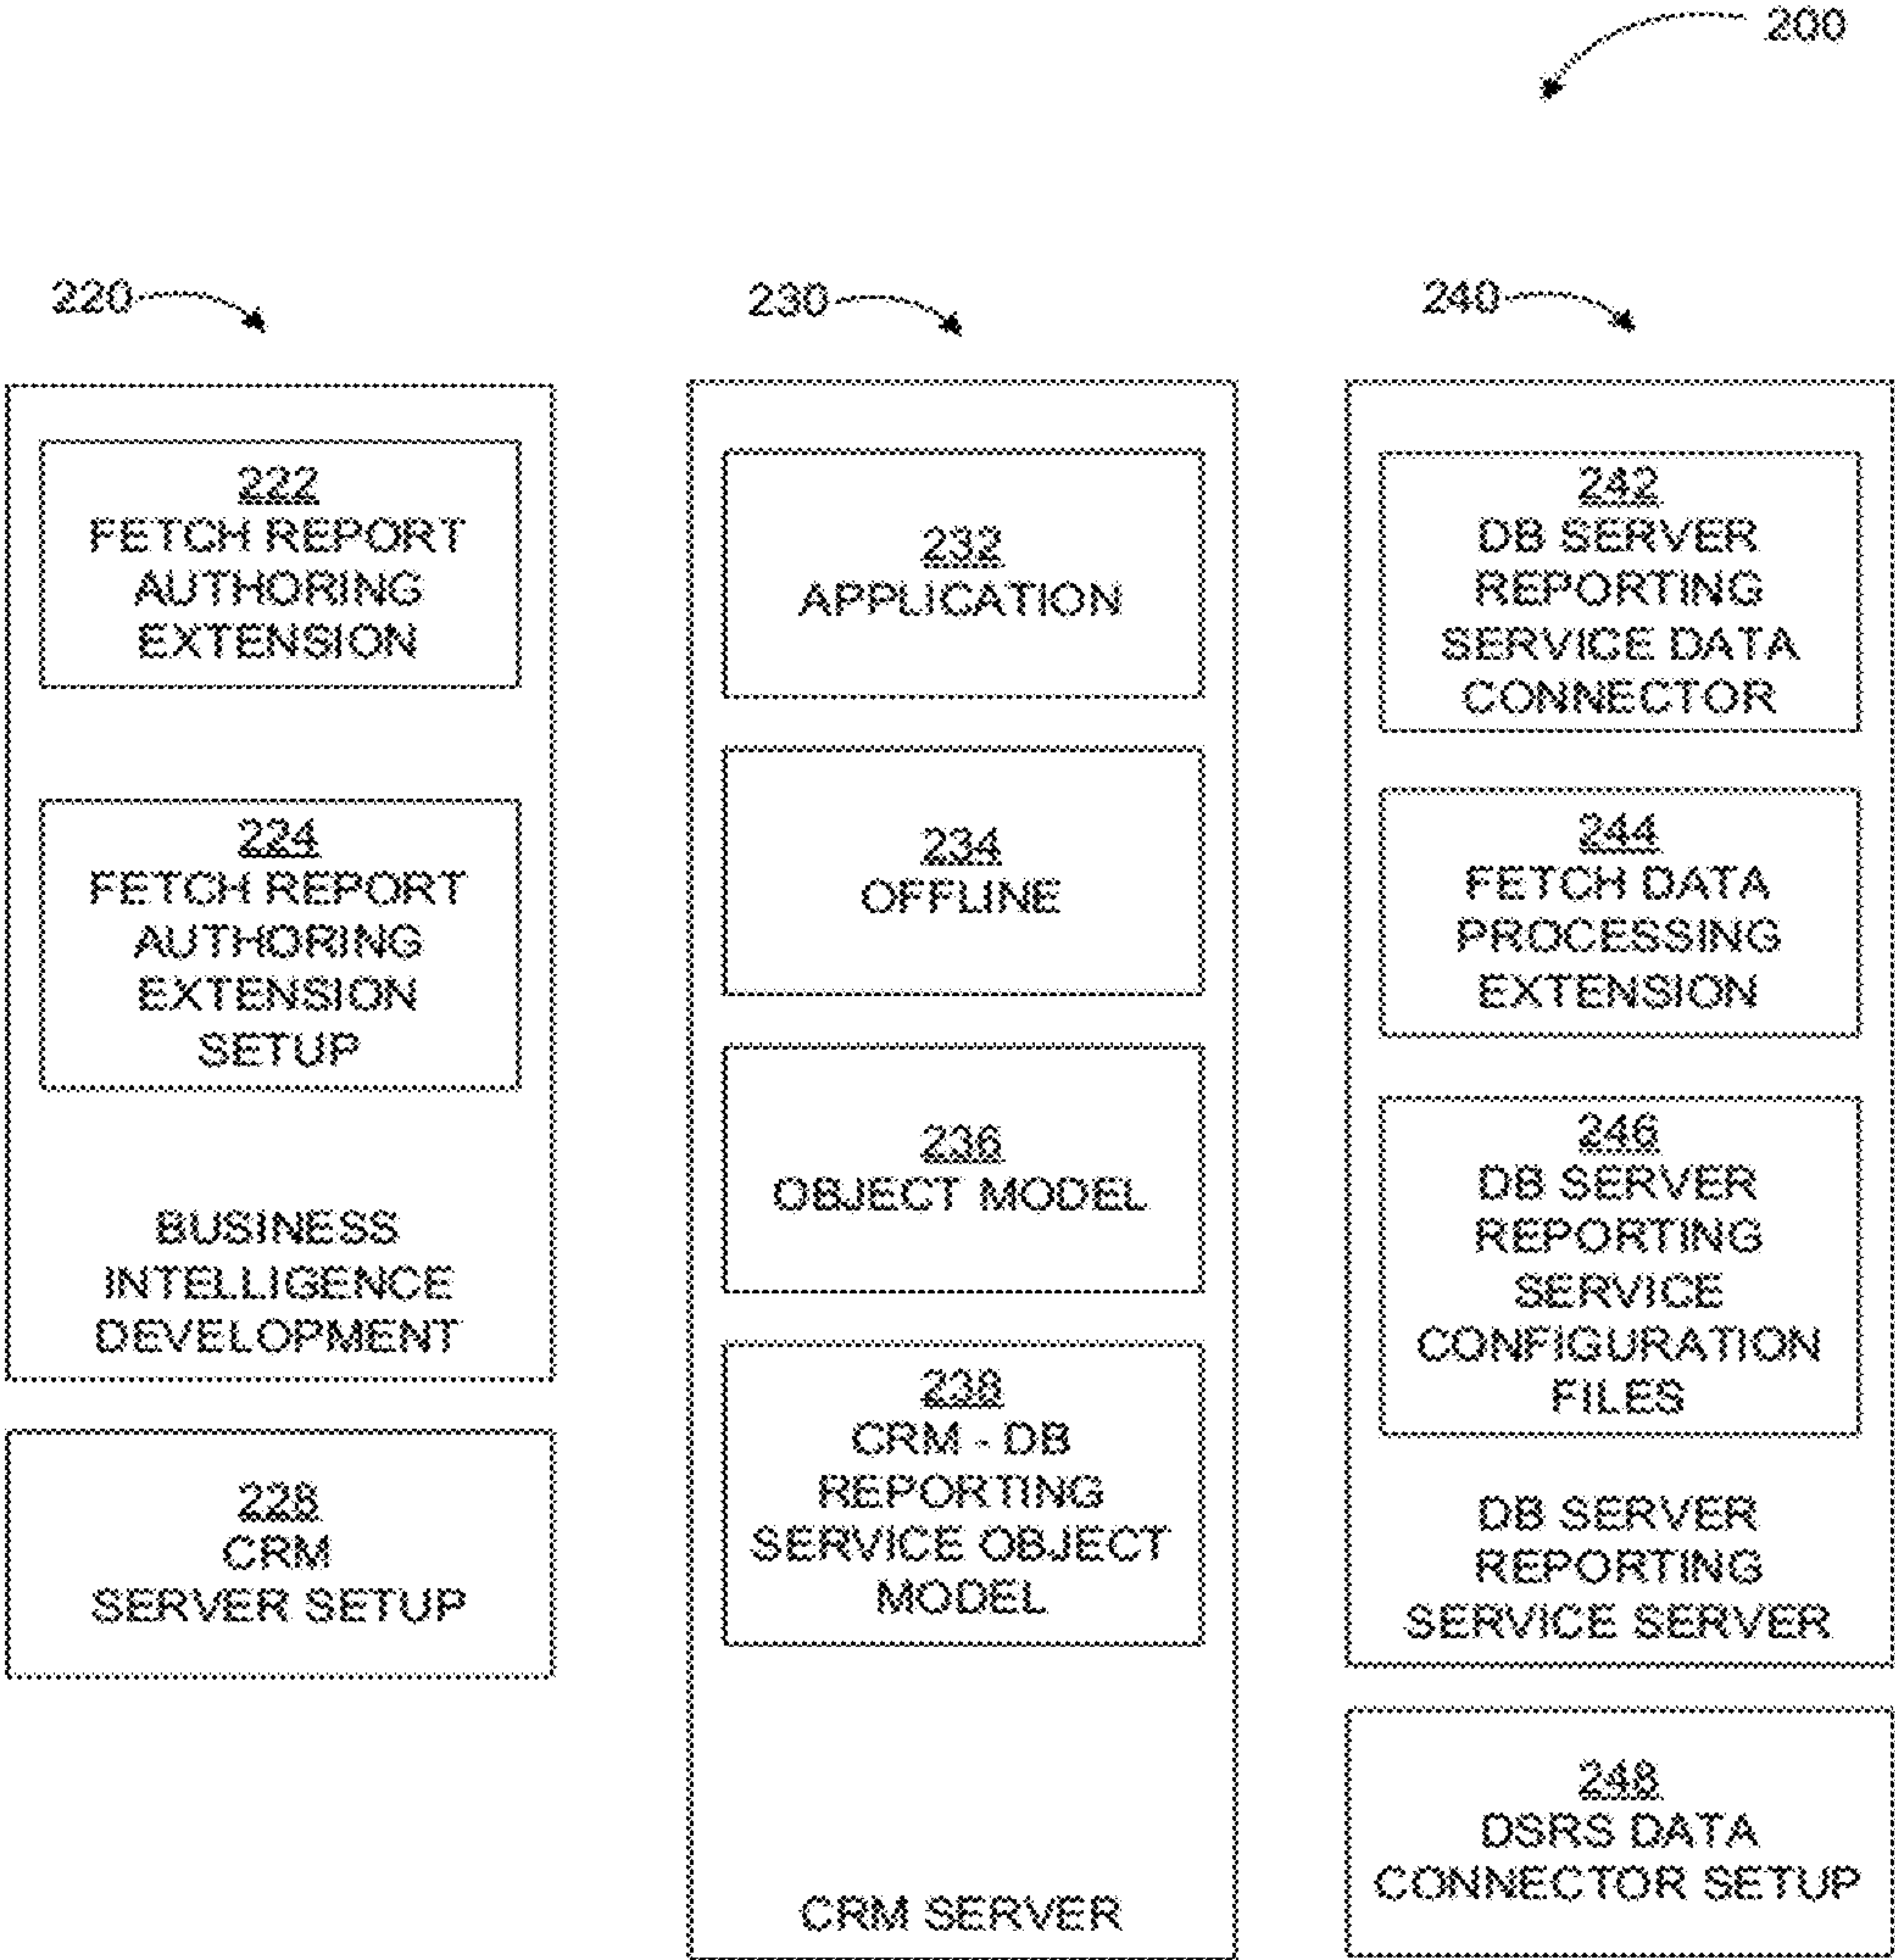 200
220
222
FETCH REPORT
AUTHORING
EXTENSION
224
FETCH REPORT
AUTHORING
EXTENSION
SETUP
BUSINESS
INTELLIGENCE
DEVELOPMENT
228
CRM
SERVER SETUP
230
232
APPLICATION
234
OFFLINE
236
OBJECT MODEL
238
CRM - DB
REPORTING
SERVICE OBJECT
MODEL
CRM SERVER
240
242
DB SERVER
REPORTING
SERVICE DATA
CONNECTOR
244
FETCH DATA
PROCESSING
EXTENSION
246
DB SERVER
REPORTING
SERVICE
CONFIGURATION
FILES
DB SERVER
REPORTING
SERVICE SERVER
248
DSRS DATA
CONNECTOR SETUP